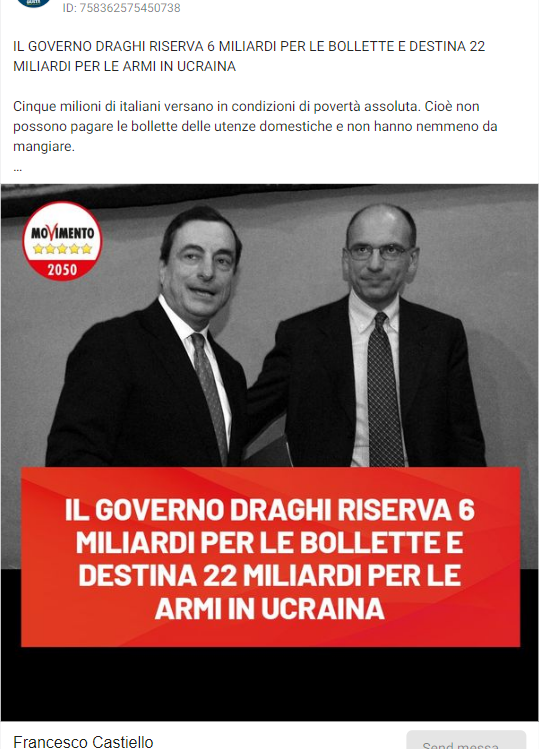 ID: 758362575450738
IL GOVERNO DRAGHI RISERVA 6 MILIARDI PER LE BOLLETTE E DESTINA 22
MILIARDI PER LE ARMI IN UCRAINA
Cinque milioni di italiani versano in condizioni di povertà assoluta. Cioè non
possono pagare le bollette delle utenze domestiche e non hanno nemmeno da
mangiare.
...
MOVIMENTO
2050
IL GOVERNO DRAGHI RISERVA 6
MILIARDI PER LE BOLLETTE E
DESTINA 22 MILIARDI PER LE
ARMI IN UCRAINA
Francesco Castiello
Send messa...